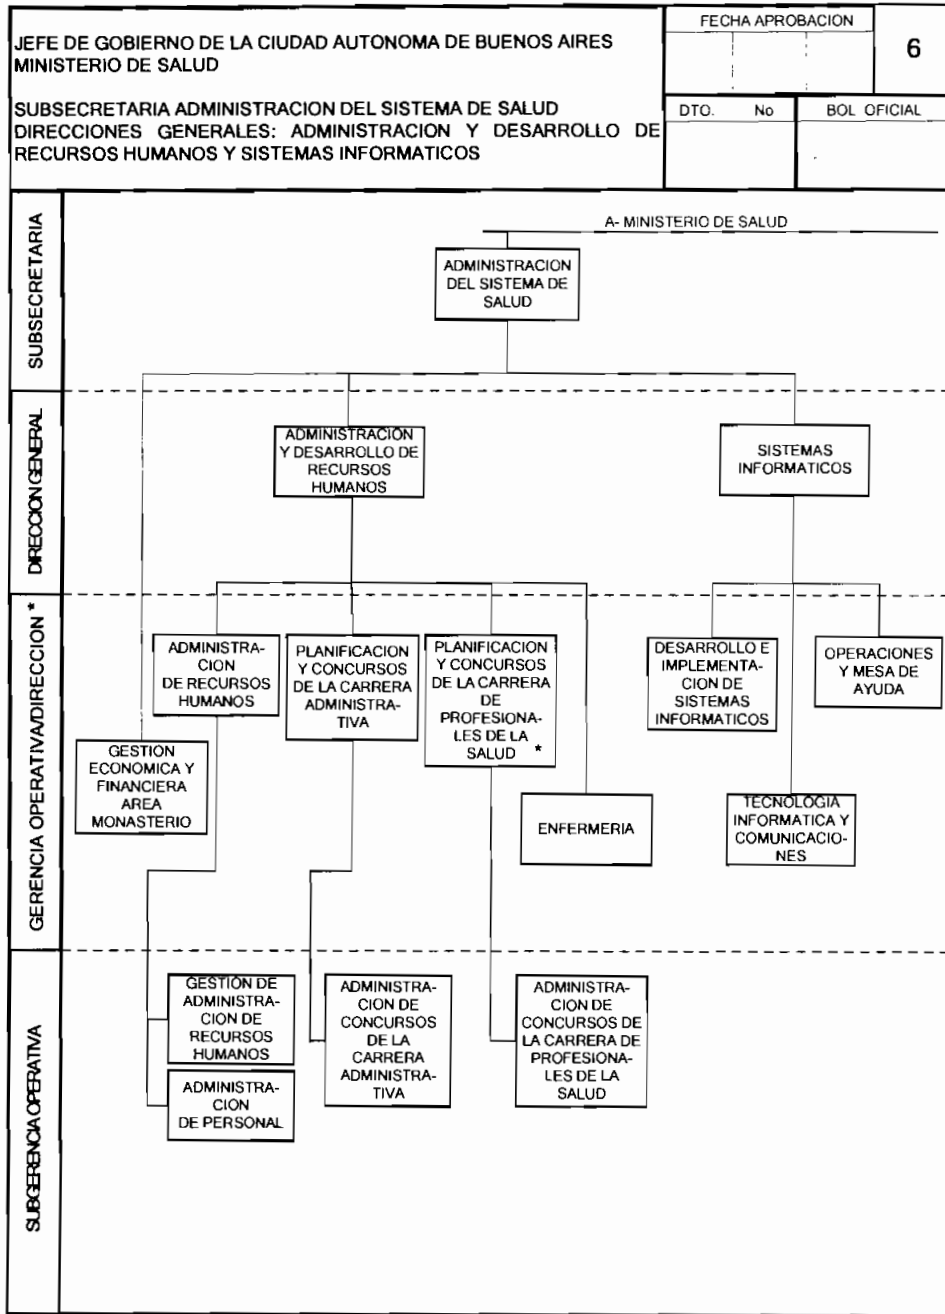 JEFE DE GOBIERNO DE LA CIUDAD AUTONOMA DE BUENOS AIRES
MINISTERIO DE SALUD
SUBSECRETARIA ADMINISTRACION DEL SISTEMA DE SALUD
DIRECCIONES GENERALES: ADMINISTRACION Y DESARROLLO DE
RECURSOS HUMANOS Y SISTEMAS INFORMATICOS
FECHA APROBACION
6
DTO. No
BOL OFICIAL
SUBSECRETARIA
A- MINISTERIO DE SALUD
ADMINISTRACION
DEL SISTEMA DE
SALUD
DIRECCION GENERAL
ADMINISTRACION
Y DESARROLLO DE
RECURSOS
HUMANOS
SISTEMAS
INFORMATICOS
GERENCIA OPERATIVA/DIRECCION *
ADMINISTRA-
CION
DE RECURSOS
HUMANOS
PLANIFICACION
Y CONCURSOS
DE LA CARRERA
ADMINISTRA-
TIVA
PLANIFICACION
Y CONCURSOS
DE LA CARRERA
DE
PROFESIONA-
LES DE LA
SALUD *
DESARROLLO E
IMPLEMENTA-
CION DE
SISTEMAS
INFORMATICOS
OPERACIONES
Y MESA DE
AYUDA
GESTION
ECONOMICA Y
FINANCIERA
AREA
MONASTERIO
ENFERMERIA
TECNOLOGIA
INFORMATICA Y
COMUNICACIO-
NES
SUBGERENCIA OPERATIVA
GESTION DE
ADMINISTRA-
CION DE
RECURSOS
HUMANOS
ADMINISTRA-
CION DE
CONCURSOS
DE LA
CARRERA
ADMINISTRA-
TIVA
ADMINISTRA-
CION DE
CONCURSOS DE
LA CARRERA DE
PROFESIONA-
LES DE LA
SALUD
ADMINISTRA-
CION
DE PERSONAL